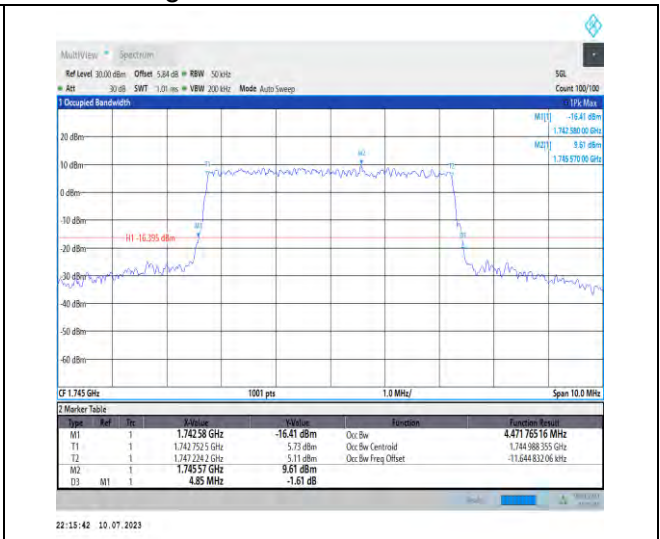 MultiView Spectrum
Ref Level 30.00 dBm Offset 5.84 dB RBW 50 kHz SGL
Att 30 dB SWT 1.01 ms VBW 200 kHz Mode Auto Sweep Count 100/100
1 Occupied Bandwidth 1Pk Max
M1[1] -16.41 dBm
1.742 580 00 GHz
M2[1] 9.61 dBm
1.745 570 00 GHz
20 dBm
10 dBm
0 dBm
-10 dBm
-20 dBm
-30 dBm
-40 dBm
-50 dBm
-60 dBm
T1
M2
T2
M1
H1 -16.395 dBm
CF 1.745 GHz 1001 pts 1.0 MHz/ Span 10.0 MHz
2 Marker Table
Type Ref Trc X-Value Y-Value Function Function Result
M1 1 1.742 58 GHz -16.41 dBm Occ Bw 4.471 765 16 MHz
T1 1 1.742 752 5 GHz 5.73 dBm Occ Bw Centroid 1.744 988 355 GHz
T2 1 1.747 224 2 GHz 5.11 dBm Occ Bw Freq Offset -11.644 832 06 kHz
M2 1 1.745 57 GHz 9.61 dBm
D3 M1 1 4.85 MHz -1.61 dB
22:15:42 10.07.2023